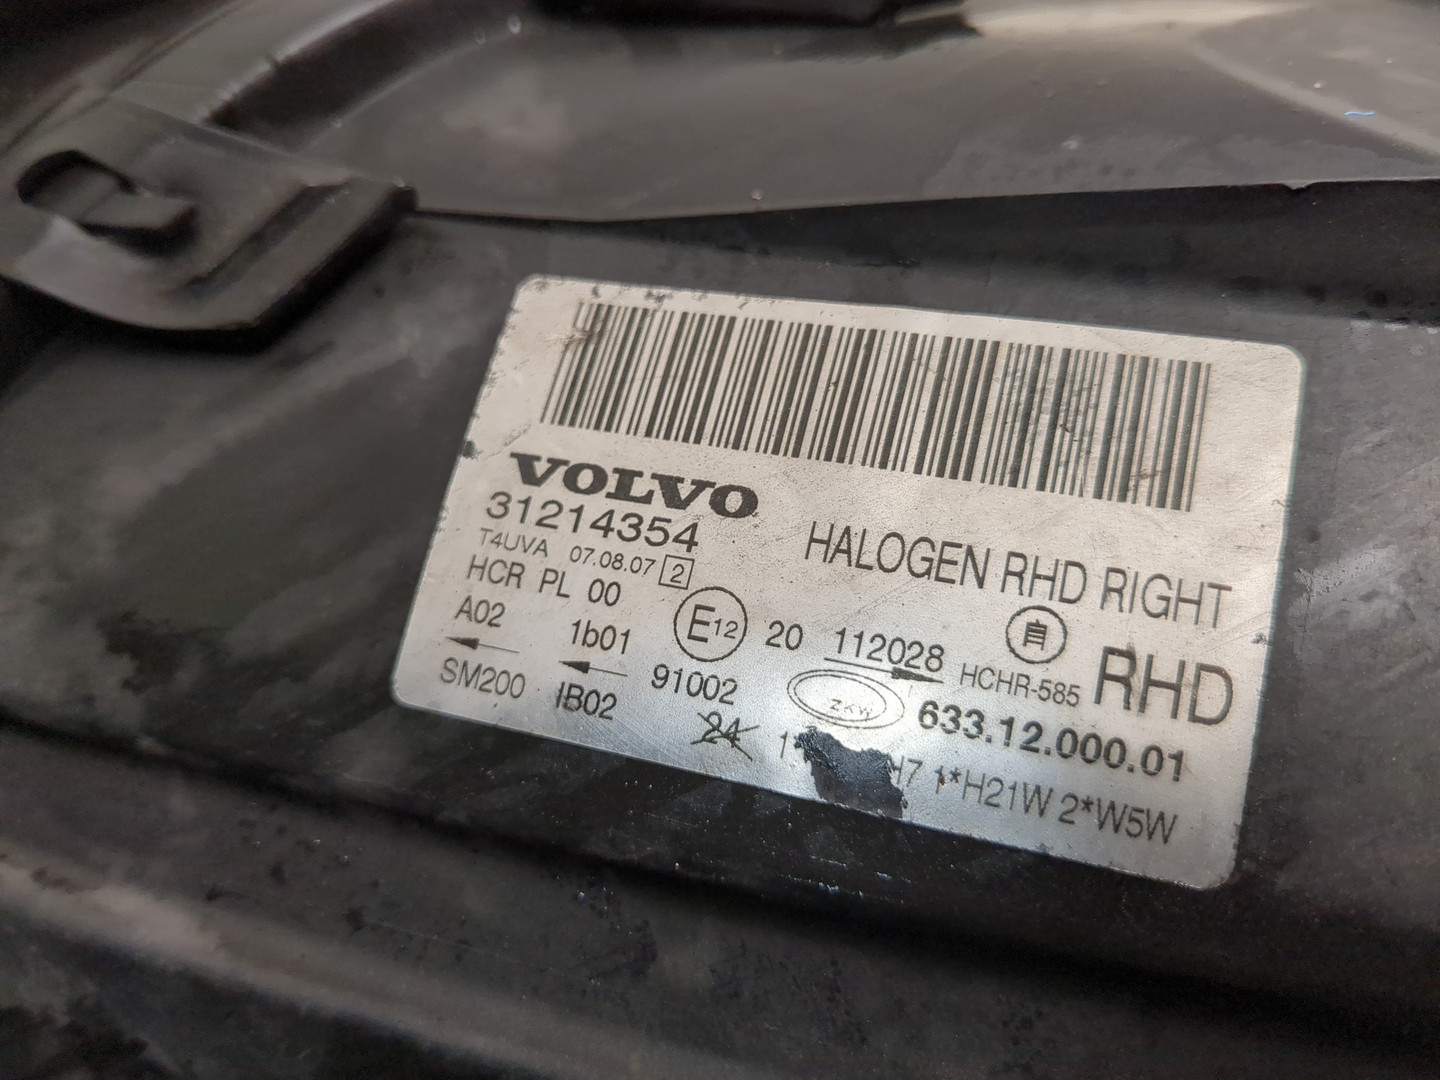 VOLVO
31214354
HALOGEN RHD RIGHT
T4UVA 07.08.07 2
HCR PL 00
A02 1b01 E12 20 112028 HCHR-585 自 RHD
SM200 IB02 91002 ZKW 633.12.000.01
24 H7 1*H21W 2*W5W